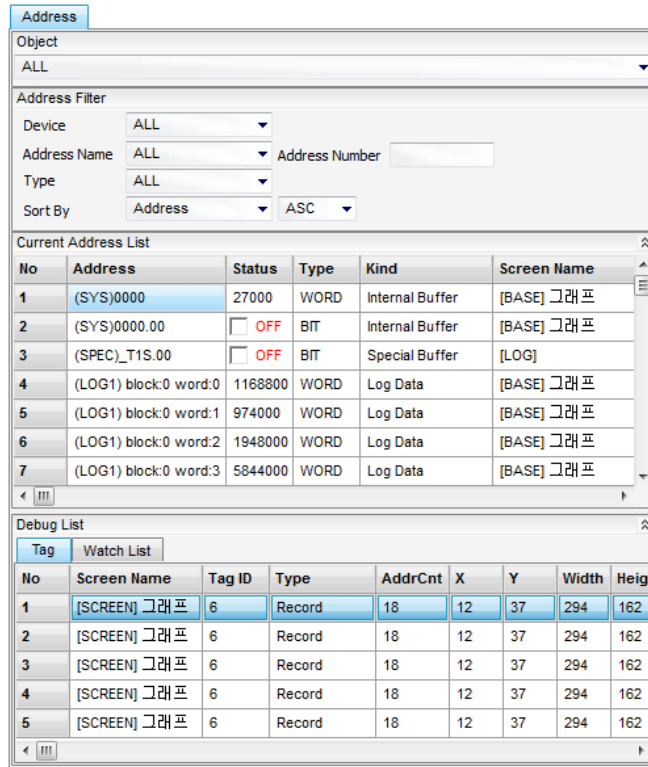 Address
Object
ALL
Address Filter
Device ALL
Address Name ALL Address Number
Type ALL
Sort By Address ASC
Current Address List
No Address Status Type Kind Screen Name
1 (SYS)0000 27000 WORD Internal Buffer [BASE] 그래프
2 (SYS)0000.00 OFF BIT Internal Buffer [BASE] 그래프
3 (SPEC)_T1S.00 OFF BIT Special Buffer [LOG]
4 (LOG1) block:0 word:0 1168800 WORD Log Data [BASE] 그래프
5 (LOG1) block:0 word:1 974000 WORD Log Data [BASE] 그래프
6 (LOG1) block:0 word:2 1948000 WORD Log Data [BASE] 그래프
7 (LOG1) block:0 word:3 5844000 WORD Log Data [BASE] 그래프
Debug List
Tag Watch List
No Screen Name Tag ID Type AddrCnt X Y Width Heig
1 [SCREEN] 그래프 6 Record 18 12 37 294 162
2 [SCREEN] 그래프 6 Record 18 12 37 294 162
3 [SCREEN] 그래프 6 Record 18 12 37 294 162
4 [SCREEN] 그래프 6 Record 18 12 37 294 162
5 [SCREEN] 그래프 6 Record 18 12 37 294 162